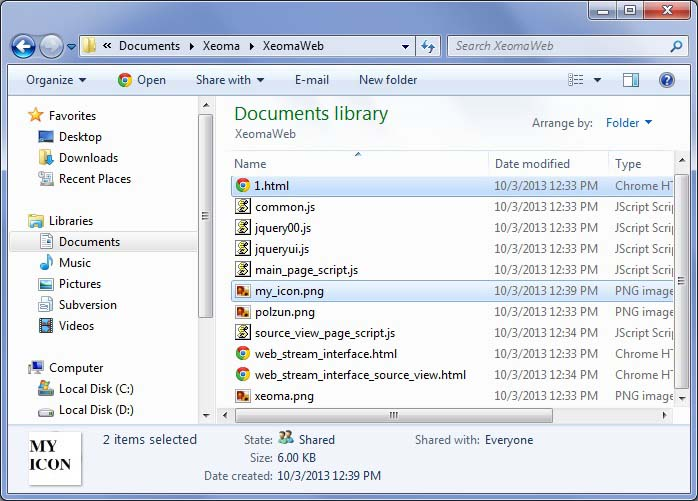 « Documents Xeoma XeomaWeb
Search XeomaWeb
Organize Open Share with E-mail New folder
Favorites
Desktop
Downloads
Recent Places
Libraries
Documents
Music
Pictures
Subversion
Videos
Computer
Local Disk (C:)
Local Disk (D:)
Documents library
XeomaWeb
Arrange by: Folder
Name Date modified Type
1.html 10/3/2013 12:33 PM Chrome HT
common.js 10/3/2013 12:33 PM JScript Scri
jquery00.js 10/3/2013 12:33 PM JScript Scri
jqueryui.js 10/3/2013 12:33 PM JScript Scri
main_page_script.js 10/3/2013 12:33 PM JScript Scri
my_icon.png 10/3/2013 12:39 PM PNG image
polzun.png 10/3/2013 12:33 PM PNG image
source_view_page_script.js 10/3/2013 12:34 PM JScript Scri
web_stream_interface.html 10/3/2013 12:33 PM Chrome HT
web_stream_interface_source_view.html 10/3/2013 12:34 PM Chrome HT
xeoma.png 10/3/2013 12:33 PM PNG image
MY
ICON
2 items selected
State: Shared
Size: 6.00 KB
Date created: 10/3/2013 12:39 PM
Shared with: Everyone